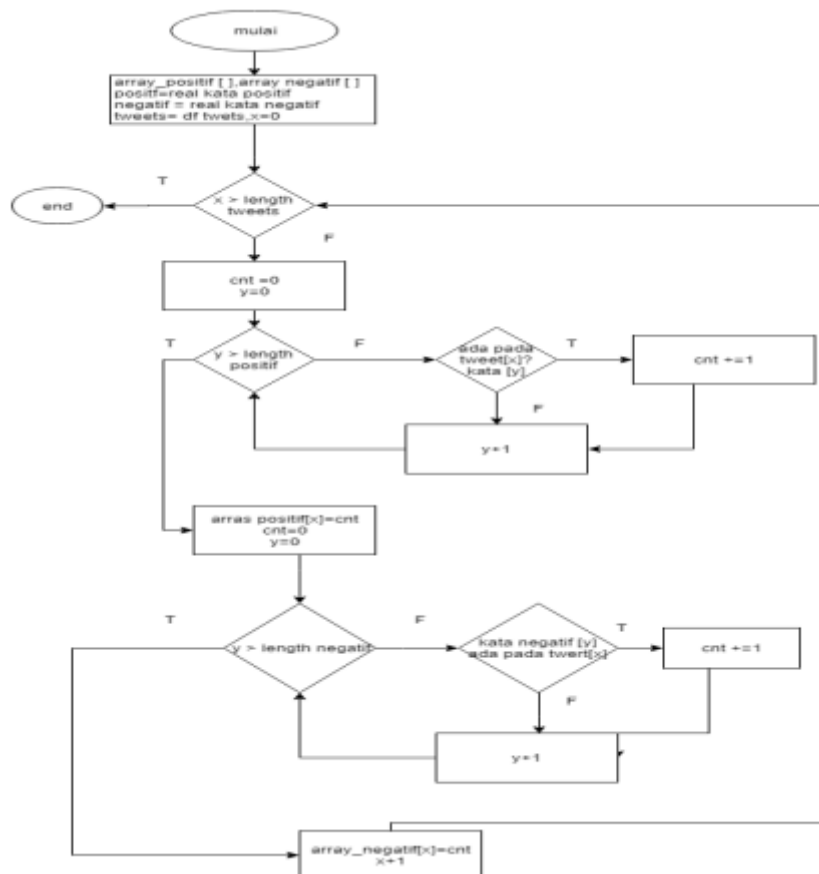 mulai
array_positif [ ],array negatif [ ]
positf=real kata positif
negatif = real kata negatif
tweets= df twets,x=0
T
x > length
tweets
end
F
cnt =0
y=0
T
y > length
positif
F
ada pada
tweet[x]?
kata [y]
T
cnt +=1
F
y+1
arras positif[x]=cnt
cnt=0
y=0
T
y > length negatif
F
kata negatif [y]
ada pada twert[x]
T
cnt +=1
F
y+1
array_negatif[x]=cnt
x+1